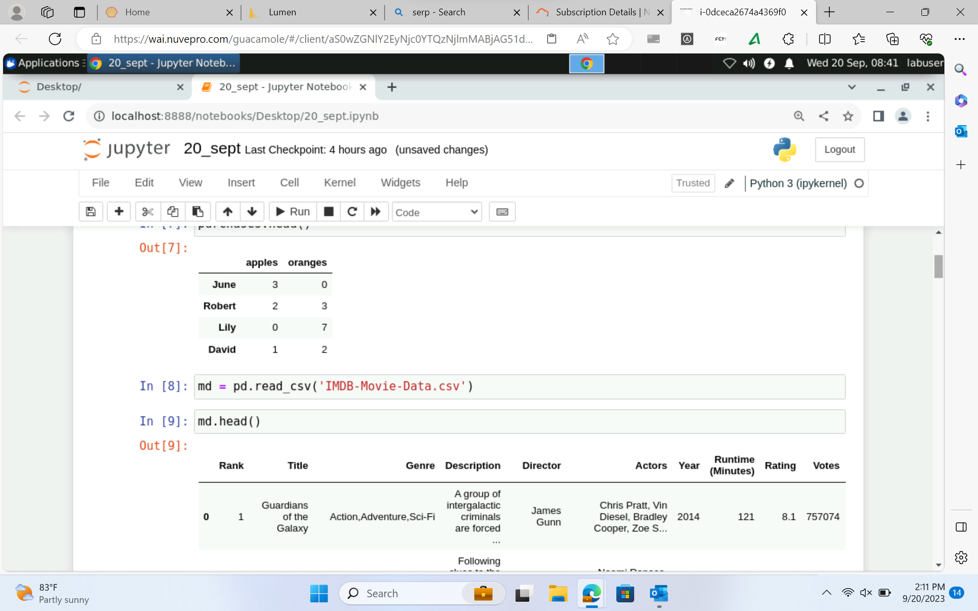 Home
Lumen
serp - Search
Subscription Details | N
i-0dceca2674a4369f0
https://wai.nuvepro.com/guacamole/#/client/aS0wZGNlY2EyNjc0YTQzNjlmMABjAG51d...
Applications
20_sept - Jupyter Noteb...
Wed 20 Sep, 08:41 labuser
Desktop/
20_sept - Jupyter Notebook
localhost:8888/notebooks/Desktop/20_sept.ipynb
jupyter 20_sept Last Checkpoint: 4 hours ago (unsaved changes)
Logout
File Edit View Insert Cell Kernel Widgets Help
Trusted
Python 3 (ipykernel)
Run
Code
In [7]: purchases.head()
Out[7]:
apples oranges
June 3 0
Robert 2 3
Lily 0 7
David 1 2
In [8]: md = pd.read_csv('IMDB-Movie-Data.csv')
In [9]: md.head()
Out[9]:
Rank Title Genre Description Director Actors Year Runtime (Minutes) Rating Votes
0 1 Guardians of the Galaxy Action,Adventure,Sci-Fi A group of intergalactic criminals are forced ... James Gunn Chris Pratt, Vin Diesel, Bradley Cooper, Zoe S... 2014 121 8.1 757074
Following
83°F
Partly sunny
Search
2:11 PM
9/20/2023
14